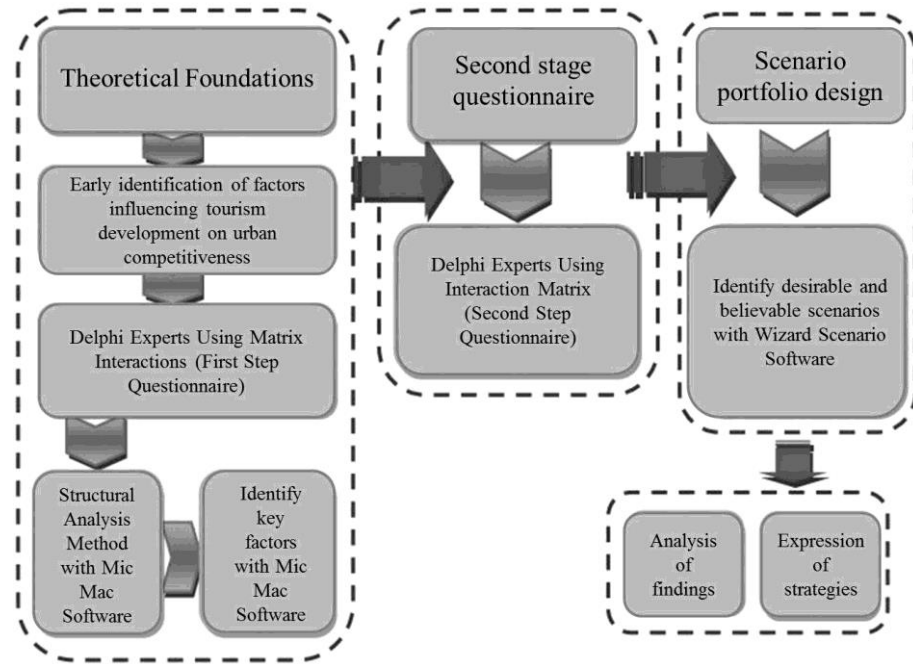 Theoretical Foundations
Early identification of factors
influencing tourism
development on urban
competitiveness
Delphi Experts Using Matrix
Interactions (First Step
Questionnaire)
Structural
Analysis
Method
with Mic
Mac
Software
Identify
key
factors
with Mic
Mac
Software
Second stage
questionnaire
Delphi Experts Using
Interaction Matrix
(Second Step
Questionnaire)
Scenario
portfolio design
Identify desirable and
believable scenarios
with Wizard Scenario
Software
Analysis
of
findings
Expression
of
strategies